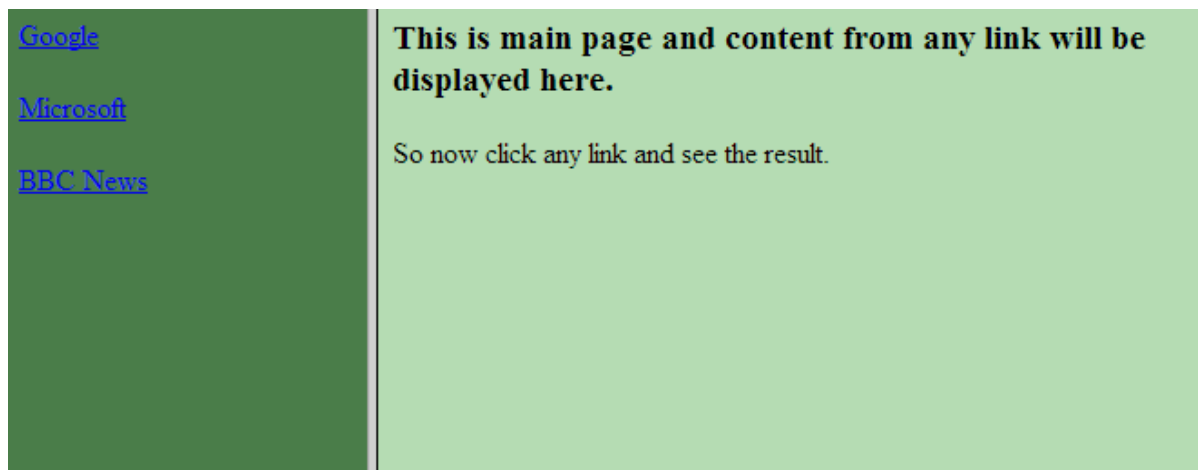 Google
Microsoft
BBC News
This is main page and content from any link will be
displayed here.
So now click any link and see the result.